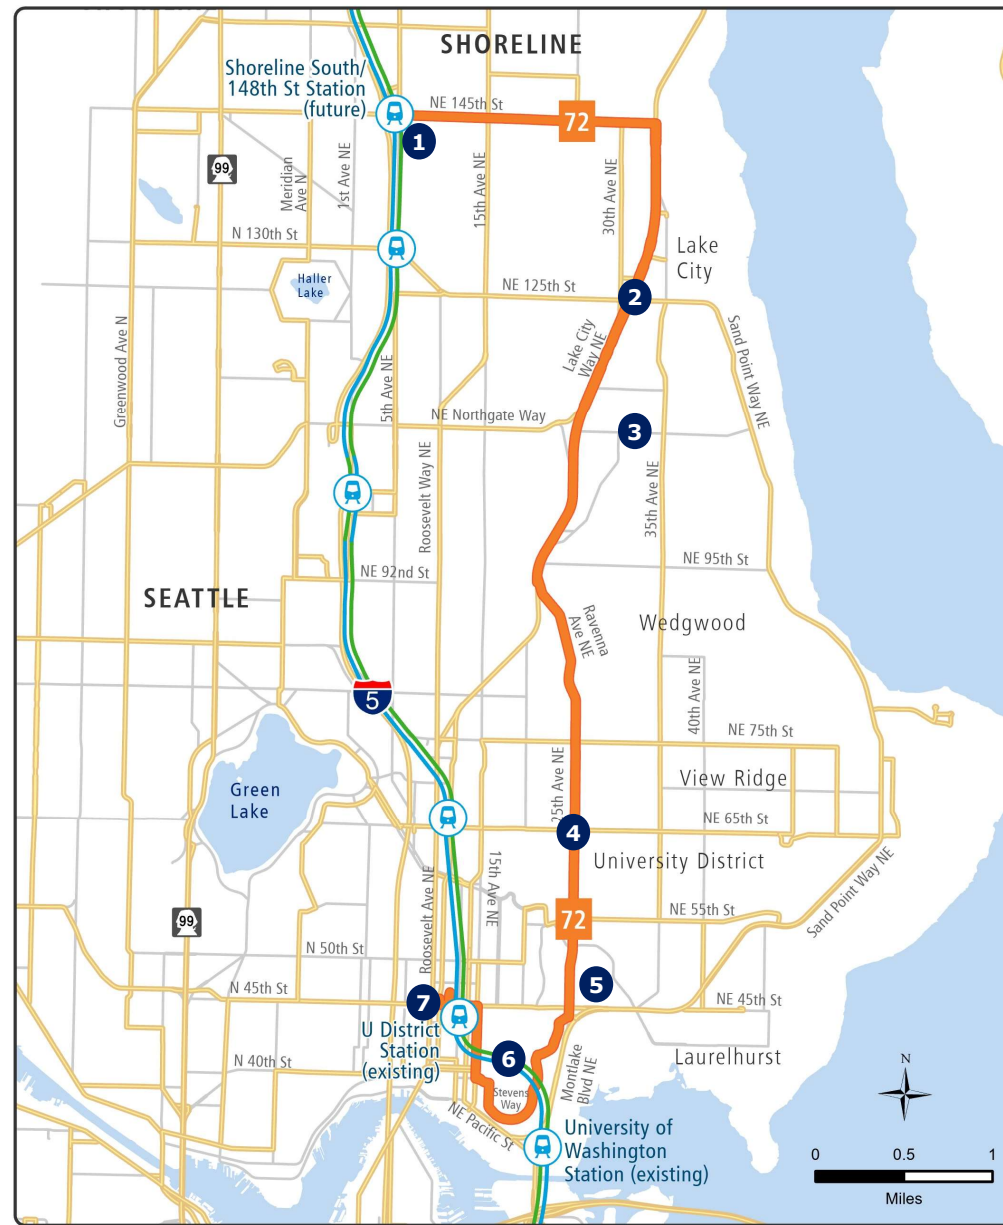 SHORELINE
Shoreline South/
148th St Station
(future)
NE 145th St
72
1
99
Meridian
Ave N
1st Ave NE
15th Ave NE
30th Ave NE
N 130th St
Lake
City
Haller
Lake
NE 125th St
2
Greenwood Ave N
5th Ave NE
Lake City
Way NE
Sand Point Way NE
NE Northgate Way
3
Roosevelt Way NE
35th Ave NE
NE 95th St
NE 92nd St
SEATTLE
Ravenna
Ave NE
Wedgwood
5
40th Ave NE
NE 75th St
25th Ave NE
View Ridge
Green
Lake
4
NE 65th St
University District
15th Ave NE
Roosevelt Ave NE
Sand Point Way NE
99
72
NE 55th St
N 50th St
5
N 45th St
7
NE 45th St
U District
Station
(existing)
6
N 40th St
Laurelhurst
Montlake
Blvd NE
Stevens
Way
NE Pacific St
University of
Washington
Station (existing)
N
0 0.5 1
Miles